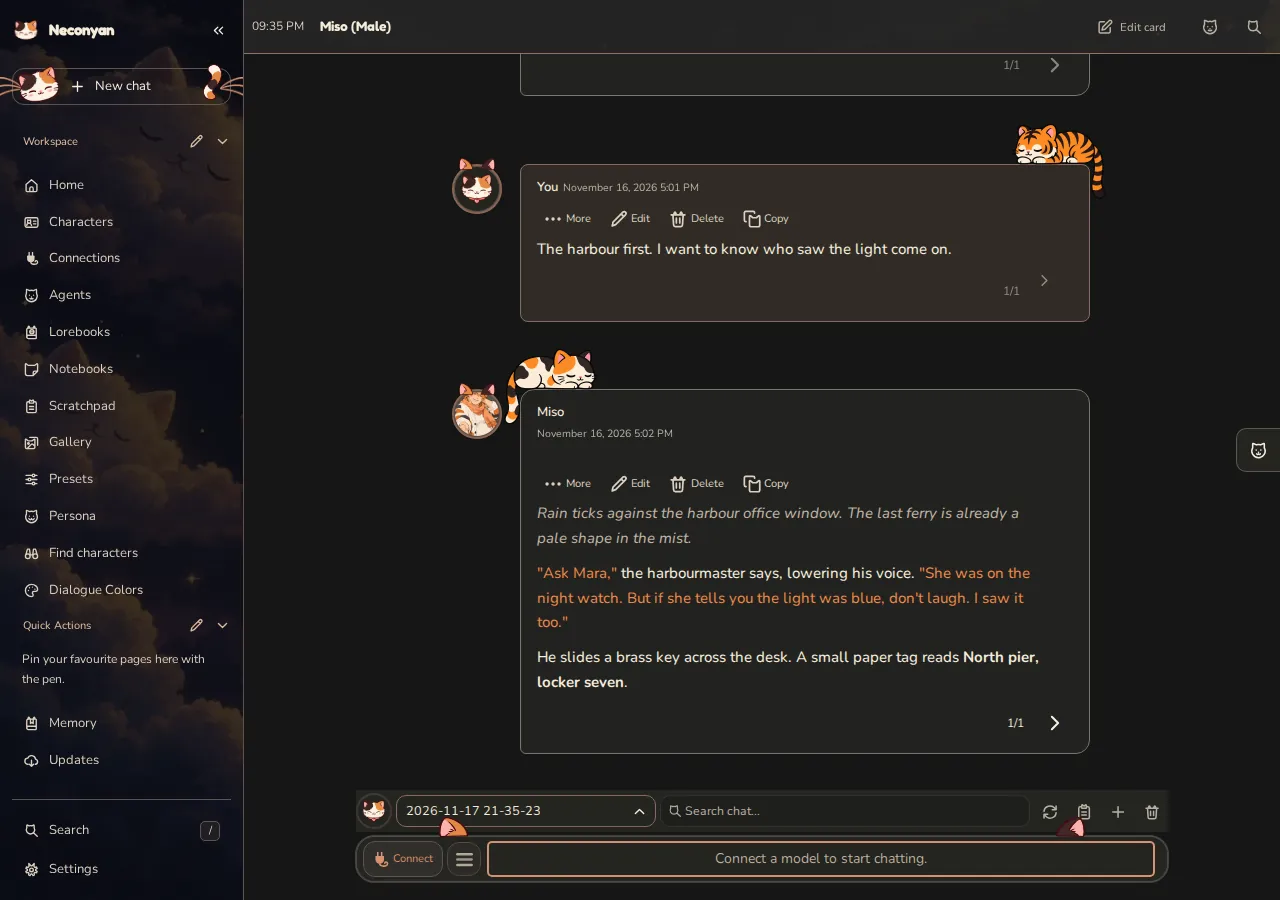 Neconyan
New chat
Workspace
Home
Characters
Connections
Agents
Lorebooks
Notebooks
Scratchpad
Gallery
Presets
Persona
Find characters
Dialogue Colors
Quick Actions
Pin your favourite pages here with
the pen.
Memory
Updates
Search /
Settings
09:35 PM Miso (Male)
Edit card
1/1
You November 16, 2026 5:01 PM
More Edit Delete Copy
The harbour first. I want to know who saw the light come on.
1/1
Miso
November 16, 2026 5:02 PM
More Edit Delete Copy
Rain ticks against the harbour office window. The last ferry is already a
pale shape in the mist.
"Ask Mara," the harbourmaster says, lowering his voice. "She was on the
night watch. But if she tells you the light was blue, don't laugh. I saw it
too."
He slides a brass key across the desk. A small paper tag reads North pier,
locker seven.
1/1
2026-11-17 21-35-23
Search chat...
Connect
Connect a model to start chatting.